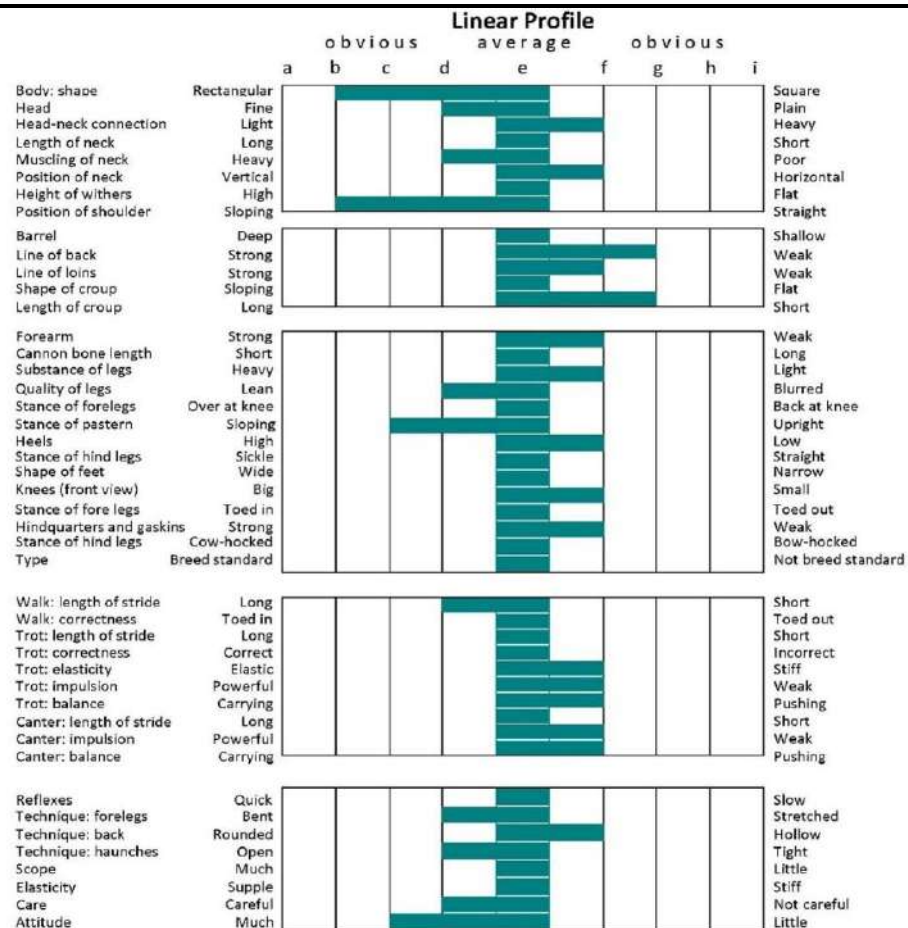 Linear Profile
obvious average obvious
a b c d e f g h i
Body: shape Rectangular Square
Head Fine Plain
Head-neck connection Light Heavy
Length of neck Long Short
Muscling of neck Heavy Poor
Position of neck Vertical Horizontal
Height of withers High Flat
Position of shoulder Sloping Straight
Barrel Deep Shallow
Line of back Strong Weak
Line of loins Strong Weak
Shape of croup Sloping Flat
Length of croup Long Short
Forearm Strong Weak
Cannon bone length Short Long
Substance of legs Heavy Light
Quality of legs Lean Blurred
Stance of forelegs Over at knee Back at knee
Stance of pastern Sloping Upright
Heels High Low
Stance of hind legs Sickle Straight
Shape of feet Wide Narrow
Knees (front view) Big Small
Stance of fore legs Toed in Toed out
Hindquarters and gaskins Strong Weak
Stance of hind legs Cow-hocked Bow-hocked
Type Breed standard Not breed standard
Walk: length of stride Long Short
Walk: correctness Toed in Toed out
Trot: length of stride Long Short
Trot: correctness Correct Incorrect
Trot: elasticity Elastic Stiff
Trot: impulsion Powerful Weak
Trot: balance Carrying Pushing
Canter: length of stride Long Short
Canter: impulsion Powerful Weak
Canter: balance Carrying Pushing
Reflexes Quick Slow
Technique: forelegs Bent Stretched
Technique: back Rounded Hollow
Technique: haunches Open Tight
Scope Much Little
Elasticity Supple Stiff
Care Careful Not careful
Attitude Much Little